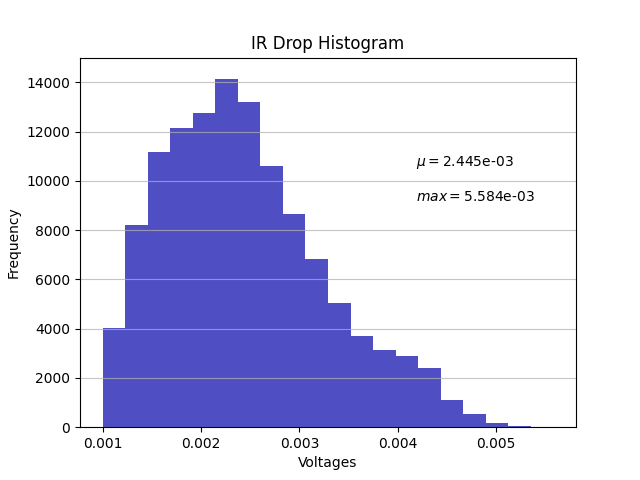 IR Drop Histogram
14000
12000
10000
8000
6000
4000
2000
0
Frequency
μ = 2.445e-03
max = 5.584e-03
0.001 0.002 0.003 0.004 0.005
Voltages